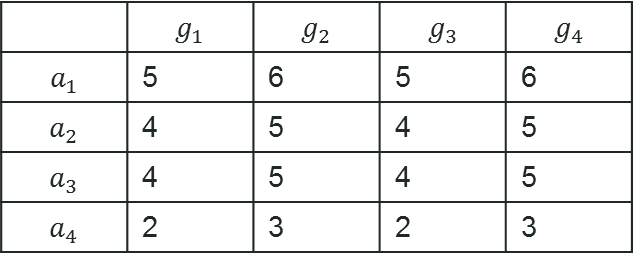 g₁ g₂ g₃ g₄
a₁ 5 6 5 6
a₂ 4 5 4 5
a₃ 4 5 4 5
a₄ 2 3 2 3